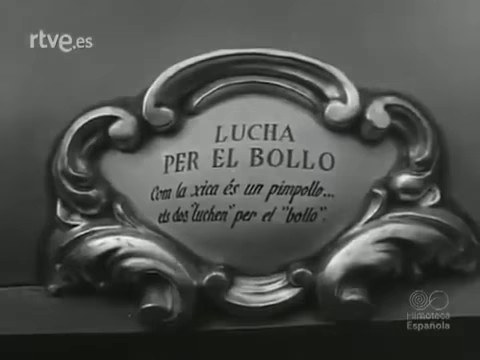 rtve.es
LUCHA
PER EL BOLLO
Com la xica és un pimpollo...
els dos "luchen" per el "bollo".
Filmoteca
Española